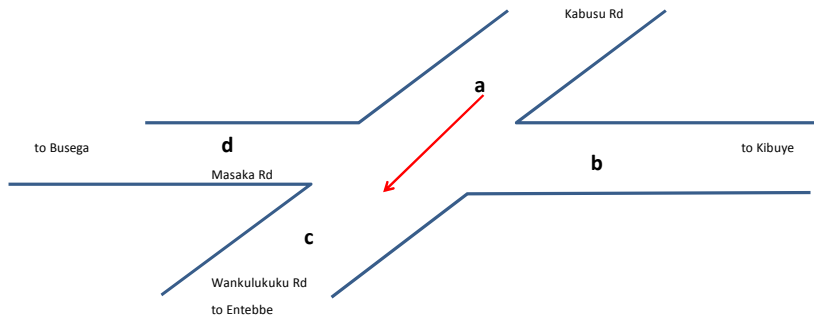 Kabusu Rd
a
to Busega
d
b
to Kibuye
Masaka Rd
c
Wankulukuku Rd
to Entebbe